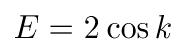 E = 2 cos k